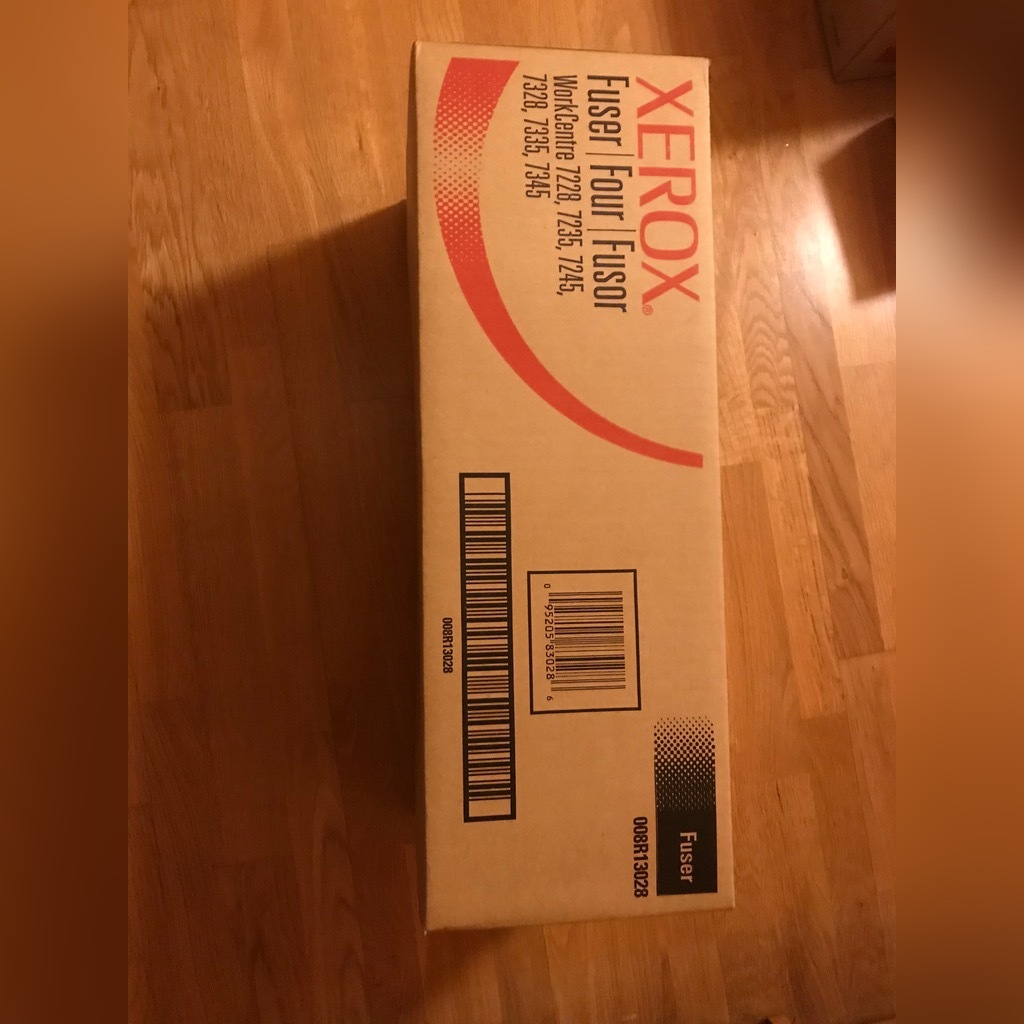 XEROX®
Fuser | Four | Fusor
WorkCentre 7228, 7235, 7245,
7328, 7335, 7345
0 95205 83028 6
008R13028
Fuser
008R13028